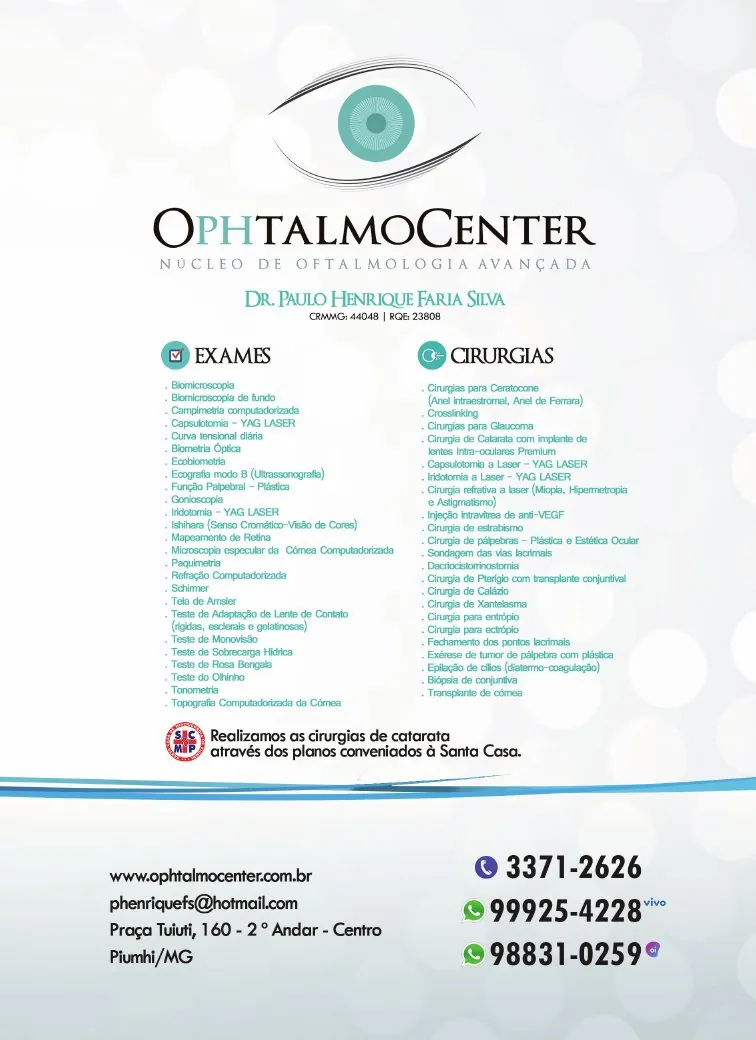 OPHTALMOCENTER
NÚCLEO DE OFTALMOLOGIA AVANÇADA
DR. PAULO HENRIQUE FARIA SILVA
CRMMG: 44048 | RQE: 23808
EXAMES
. Biomicroscopia
. Biomicroscopia de fundo
. Campimetria computadorizada
. Capsulotomia - YAG LASER
. Curva tensional diária
. Biometria Óptica
. Ecobiometria
. Ecografia modo B (Ultrassonografia)
. Função Palpebral - Plástica
. Gonioscopia
. Iridotomia - YAG LASER
. Ishihara (Senso Cromático-Visão de Cores)
. Mapeamento de Retina
. Microscopia especular da Córnea Computadorizada
. Paquimetria
. Refração Computadorizada
. Schirmer
. Tela de Amsler
. Teste de Adaptação de Lente de Contato
(rígidas, esclerais e gelatinosas)
. Teste de Monovisão
. Teste de Sobrecarga Hídrica
. Teste de Rosa Bengala
. Teste do Olhinho
. Tonometria
. Topografia Computadorizada da Córnea
CIRURGIAS
. Cirurgias para Ceratocone
(Anel intraestromal, Anel de Ferrara)
. Crosslinking
. Cirurgias para Glaucoma
. Cirurgia de Catarata com implante de
lentes Intra-oculares Premium
. Capsulotomia a Laser - YAG LASER
. Iridotomia a Laser - YAG LASER
. Cirurgia refrativa a laser (Miopia, Hipermetropia
e Astigmatismo)
. Injeção intravítrea de anti-VEGF
. Cirurgia de estrabismo
. Cirurgia de pálpebras - Plástica e Estética Ocular
. Sondagem das vias lacrimais
. Dacriocistorrinostomia
. Cirurgia de Pterígio com transplante conjuntival
. Cirurgia de Calázio
. Cirurgia de Xantelasma
. Cirurgia para entrópio
. Cirurgia para ectrópio
. Fechamento dos pontos lacrimais
. Exérese de tumor de pálpebra com plástica
. Epilação de cílios (diatermo-coagulação)
. Biópsia de conjuntiva
. Transplante de córnea
SC
MP
Realizamos as cirurgias de catarata
através dos planos conveniados à Santa Casa.
www.ophtalmocenter.com.br
phenriquefs@hotmail.com
Praça Tuiuti, 160 - 2º Andar - Centro
Piumhi/MG
3371-2626
99925-4228 vivo
98831-0259 oi